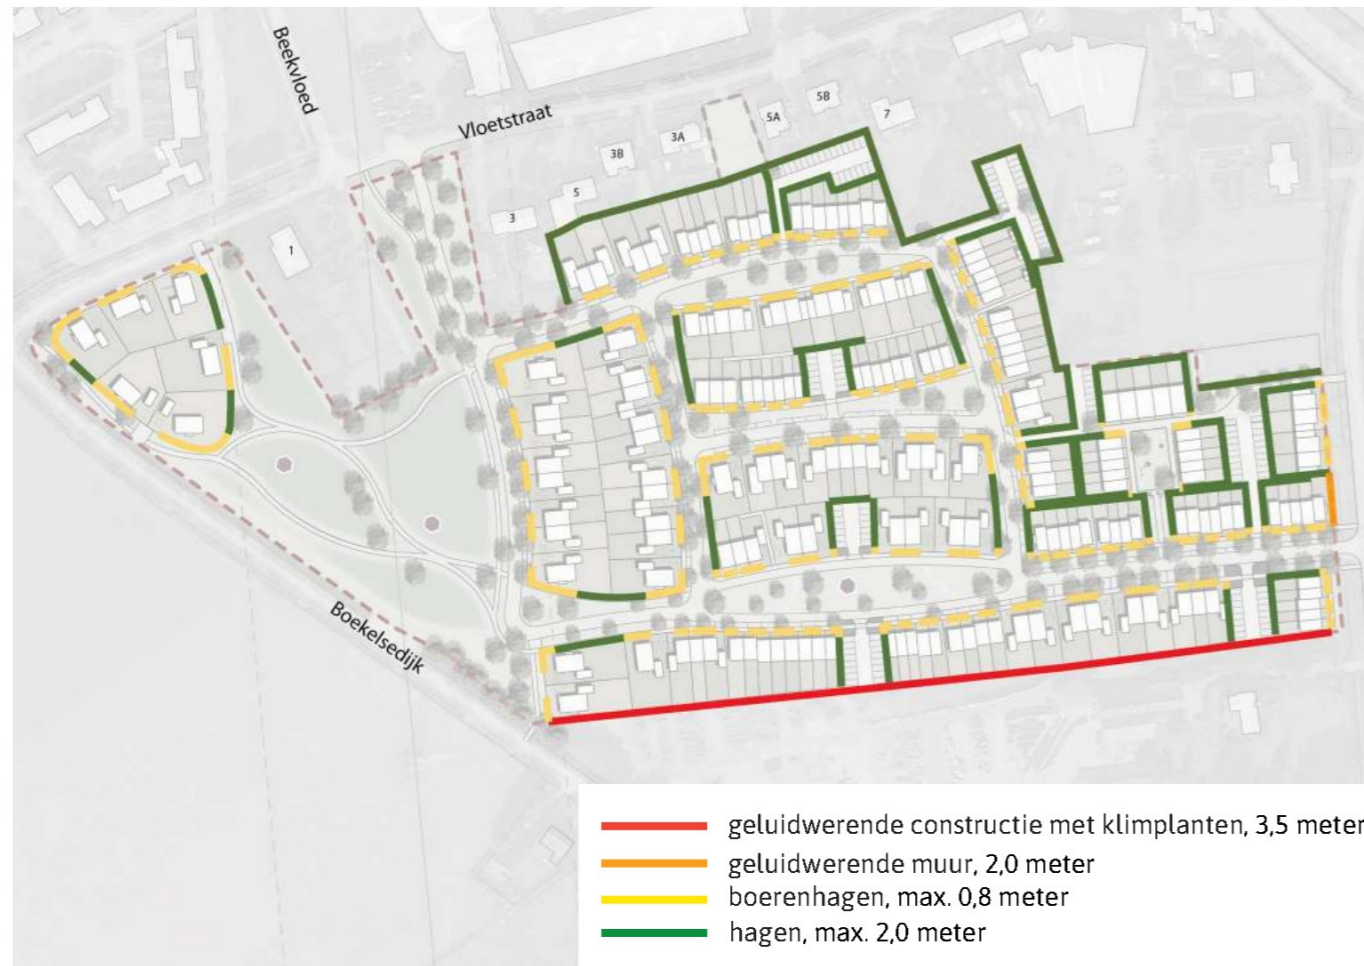 Beekvloed
Vloetstraat
5B
5A
7
3A
3B
5
3
1
Boekelsedijk
geluidwerende constructie met klimplanten, 3,5 meter
geluidwerende muur, 2,0 meter
boerenhagen, max. 0,8 meter
hagen, max. 2,0 meter